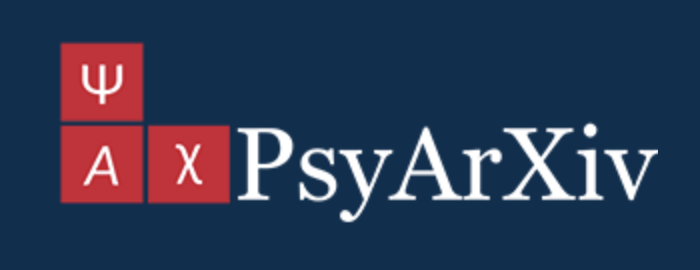 Ψ
A χ PsyArXiv